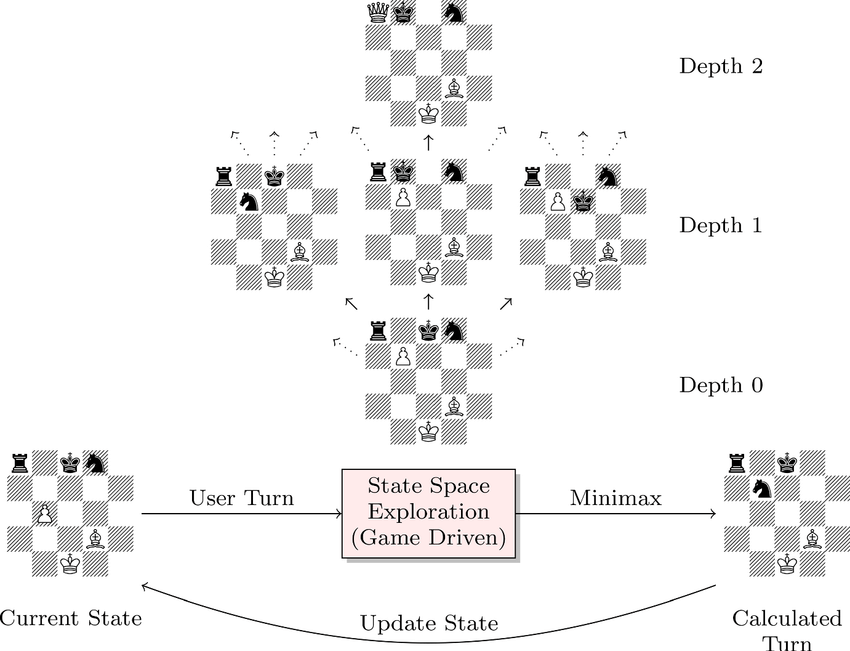 Depth 2
Depth 1
Depth 0
User Turn
State Space
Exploration
(Game Driven)
Minimax
Current State
Update State
Calculated
Turn